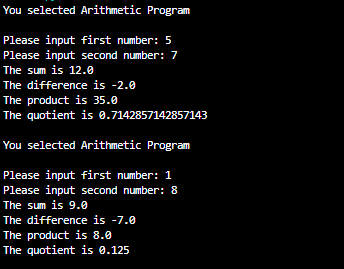 You selected Arithmetic Program
Please input first number: 5
Please input second number: 7
The sum is 12.0
The difference is -2.0
The product is 35.0
The quotient is 0.7142857142857143
You selected Arithmetic Program
Please input first number: 1
Please input second number: 8
The sum is 9.0
The difference is -7.0
The product is 8.0
The quotient is 0.125